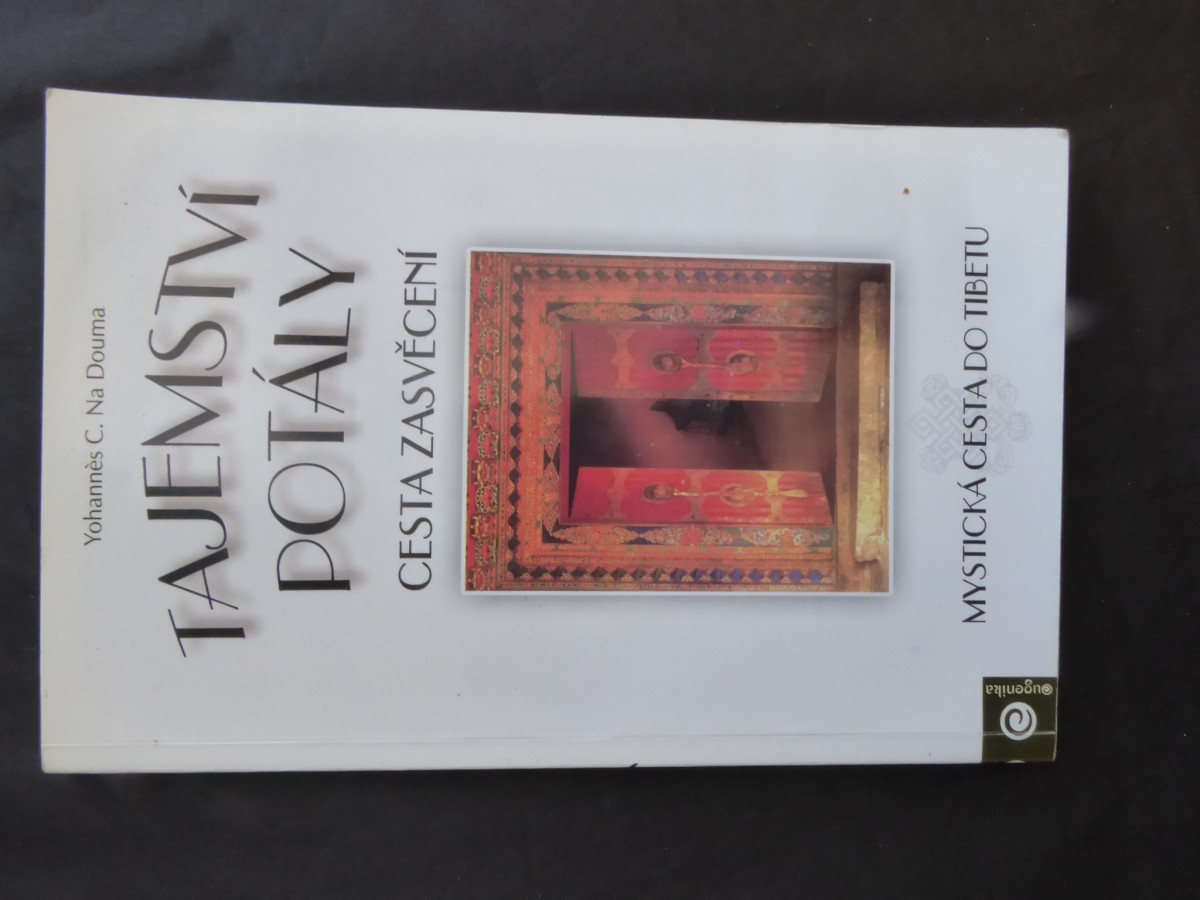 Yohannès C. Na Douma
TAJEMSTVÍ
POTÁLY
CESTA ZASVĚCENÍ
MYSTICKÁ CESTA DO TIBETU
eugenika